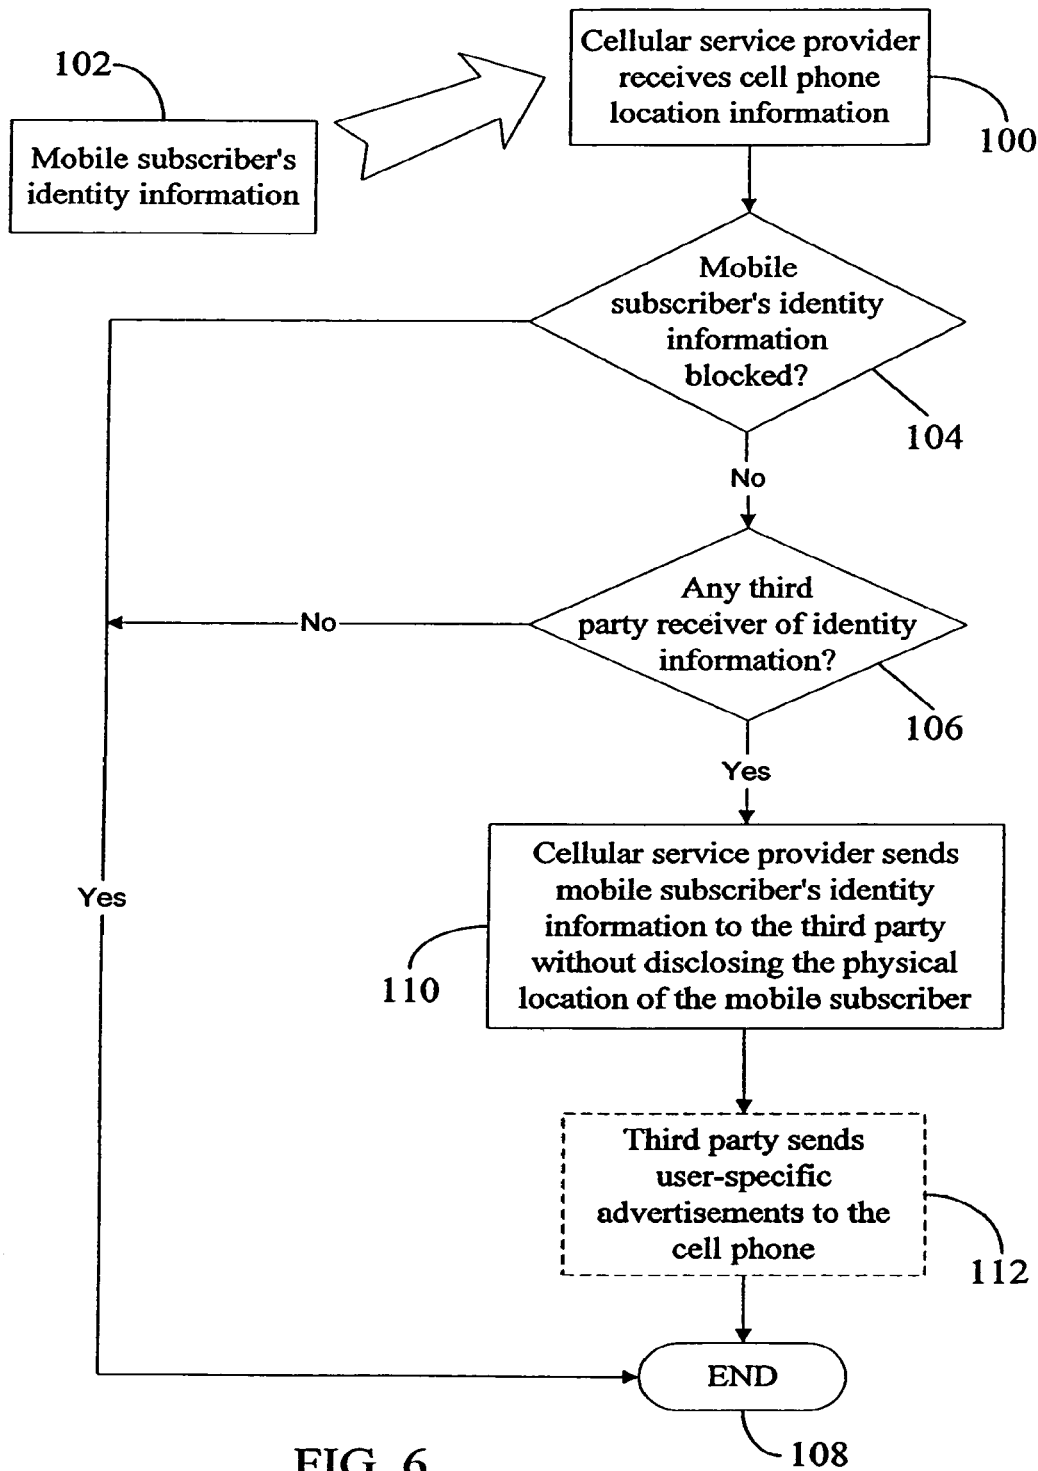 Cellular service provider
receives cell phone
location information
100
102
Mobile subscriber's
identity information
Mobile
subscriber's identity
information
blocked?
104
No
Any third
party receiver of identity
information?
106
No
Yes
Cellular service provider sends
mobile subscriber's identity
information to the third party
without disclosing the physical
location of the mobile subscriber
110
Yes
Third party sends
user-specific
advertisements to the
cell phone
112
END
108
FIG. 6